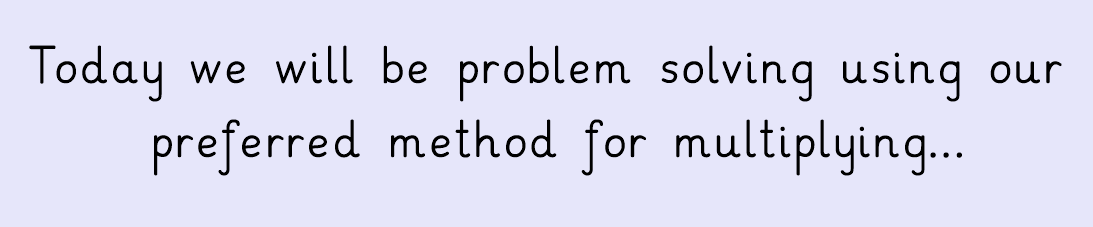 Today we will be problem solving using our
preferred method for multiplying...